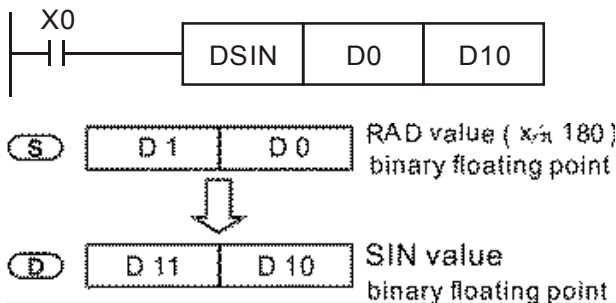 X0
DSIN D0 D10
S D 1 D 0 RAD value ( x/π 180)
binary floating point
D D 11 D 10 SIN value
binary floating point